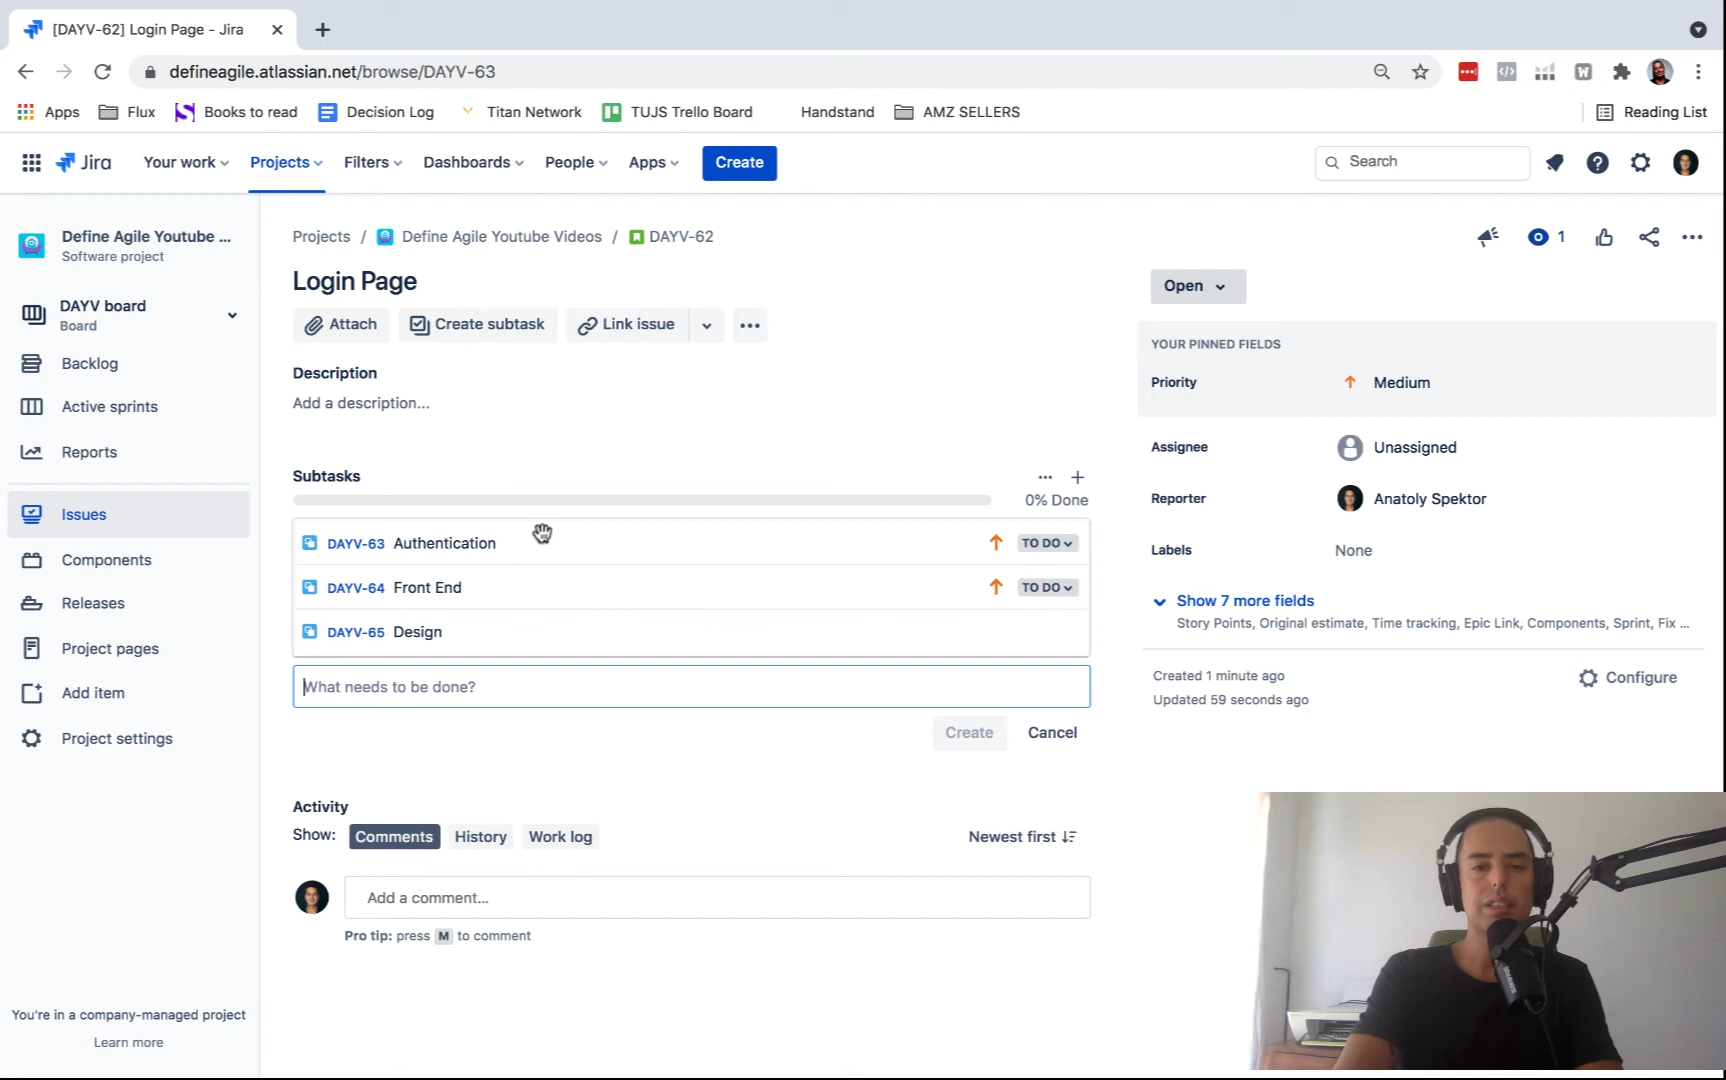 [DAYV-62] Login Page - Jira
defineagile.atlassian.net/browse/DAYV-63
Apps Flux Books to read Decision Log Titan Network TUJS Trello Board Handstand AMZ SELLERS Reading List
Jira Your work Projects Filters Dashboards People Apps Create Search
Define Agile Youtube ...
Software project
DAYV board
Board
Backlog
Active sprints
Reports
Issues
Components
Releases
Project pages
Add item
Project settings
You're in a company-managed project
Learn more
Projects / Define Agile Youtube Videos / DAYV-62
1
Login Page
Attach Create subtask Link issue
Description
Add a description...
Subtasks
0% Done
DAYV-63 Authentication TO DO
DAYV-64 Front End TO DO
DAYV-65 Design
What needs to be done?
Create Cancel
Activity
Show: Comments History Work log Newest first
Add a comment...
Pro tip: press M to comment
Open
YOUR PINNED FIELDS
Priority Medium
Assignee Unassigned
Reporter Anatoly Spektor
Labels None
Show 7 more fields
Story Points, Original estimate, Time tracking, Epic Link, Components, Sprint, Fix ...
Created 1 minute ago
Configure
Updated 59 seconds ago